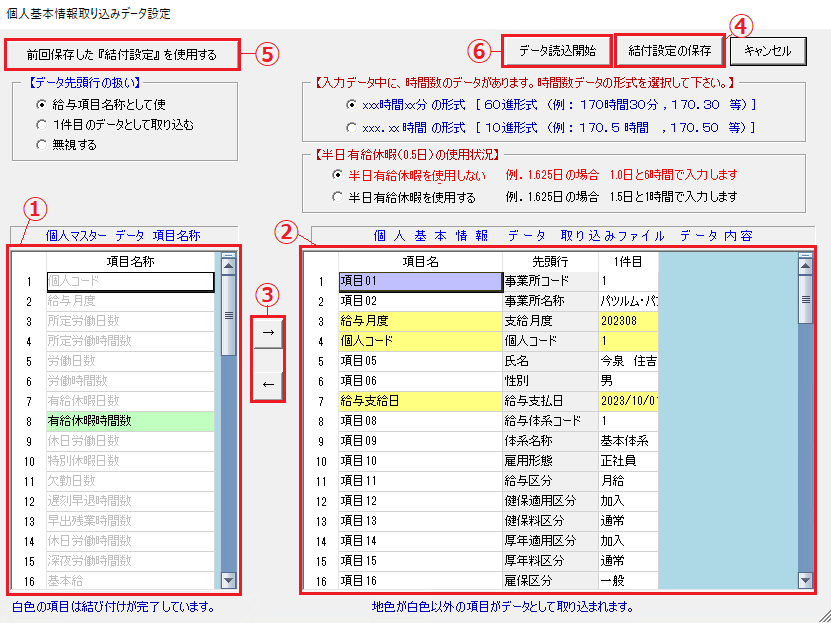 個人基本情報取り込みデータ設定
前回保存した『結付設定』を使用する
⑤
⑥
データ読込開始
結付設定の保存
④
キャンセル
【データ先頭行の扱い】
給与項目名称として使
1件目のデータとして取り込む
無視する
【入力データ中に、時間数のデータがあります。時間数データの形式を選択して下さい。】
xxx時間xx分 の形式 [ 60進形式 (例： 170時間30分 , 170.30 等) ]
xxx. xx 時間 の形式 [ 10進形式 (例： 170.5 時間 , 170.50 等) ]
【半日有給休暇(0.5日)の使用状況】
半日有給休暇を使用しない 例. 1.625日の場合 1.0日と6時間で入力します
半日有給休暇を使用する 例. 1.625日の場合 1.5日と1時間で入力します
①
個人マスター データ 項目名称
項目名称
1 個人コード
2 給与月度
3 所定労働日数
4 所定労働時間数
5 労働日数
6 労働時間数
7 有給休暇日数
8 有給休暇時間数
9 休日労働日数
10 特別休暇日数
11 欠勤日数
12 遅刻早退時間数
13 早出残業時間数
14 休日労働時間数
15 深夜労働時間数
16 基本給
白色の項目は結び付けが完了しています。
③
→
←
②
個 人 基 本 情 報 データ 取り込みファイル データ内容
項目名 先頭行 1件目
1 項目01 事業所コード 1
2 項目02 事業所名称 パソルム・パ
3 給与月度 支給月度 202308
4 個人コード 個人コード 1
5 項目05 氏名 今泉 住吉
6 項目06 性別 男
7 給与支給日 給与支払日 2023/10/01
8 項目08 給与体系コード 1
9 項目09 体系名称 基本体系
10 項目10 雇用形態 正社員
11 項目11 給与区分 月給
12 項目12 健保適用区分 加入
13 項目13 健保料区分 通常
14 項目14 厚年適用区分 加入
15 項目15 厚年料区分 通常
16 項目16 雇保区分 一般
地色が白色以外の項目がデータとして取り込まれます。